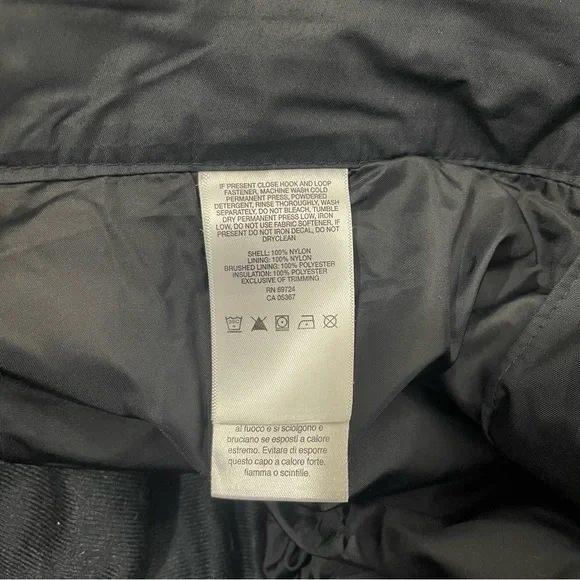 IF PRESENT CLOSE HOOK AND LOOP
FASTENER, MACHINE WASH COLD
PERMANENT PRESS, POWDERED
DETERGENT, RINSE THOROUGHLY, WASH
SEPARATELY, DO NOT BLEACH, TUMBLE
DRY PERMANENT PRESS LOW, IRON
LOW, DO NOT USE FABRIC SOFTENER, IF
PRESENT DO NOT IRON DECAL, DO NOT
DRYCLEAN
SHELL: 100% NYLON
LINING: 100% NYLON
BRUSHED LINING: 100% POLYESTER
INSULATION: 100% POLYESTER
EXCLUSIVE OF TRIMMING
RN 69724
CA 05367
al fuoco e si sciolgono e
bruciano se esposti a calore
estremo. Evitare di esporre
questo capo a calore forte,
fiamma o scintille.